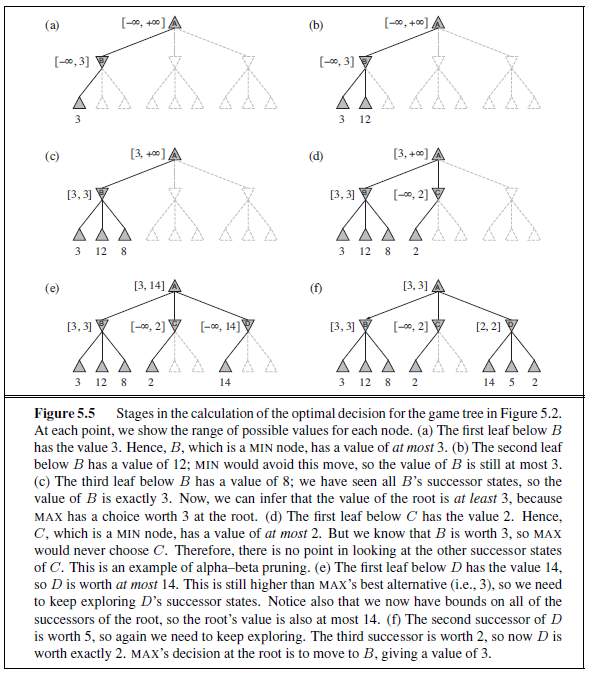 (a) [−∞, +∞] A
[−∞, 3] B
3
(b) [−∞, +∞] A
[−∞, 3] B
3 12
(c) [3, +∞] A
[3, 3] B
3 12 8
(d) [3, +∞] A
[3, 3] B [−∞, 2] C
3 12 8 2
(e) [3, 14] A
[3, 3] B [−∞, 2] C [−∞, 14] D
3 12 8 2 14
(f) [3, 3] A
[3, 3] B [−∞, 2] C [2, 2] D
3 12 8 2 14 5 2
Figure 5.5 Stages in the calculation of the optimal decision for the game tree in Figure 5.2.
At each point, we show the range of possible values for each node. (a) The first leaf below B
has the value 3. Hence, B, which is a MIN node, has a value of at most 3. (b) The second leaf
below B has a value of 12; MIN would avoid this move, so the value of B is still at most 3.
(c) The third leaf below B has a value of 8; we have seen all B's successor states, so the
value of B is exactly 3. Now, we can infer that the value of the root is at least 3, because
MAX has a choice worth 3 at the root. (d) The first leaf below C has the value 2. Hence,
C, which is a MIN node, has a value of at most 2. But we know that B is worth 3, so MAX
would never choose C. Therefore, there is no point in looking at the other successor states
of C. This is an example of alpha–beta pruning. (e) The first leaf below D has the value 14,
so D is worth at most 14. This is still higher than MAX's best alternative (i.e., 3), so we need
to keep exploring D's successor states. Notice also that we now have bounds on all of the
successors of the root, so the root's value is also at most 14. (f) The second successor of D
is worth 5, so again we need to keep exploring. The third successor is worth 2, so now D is
worth exactly 2. MAX's decision at the root is to move to B, giving a value of 3.